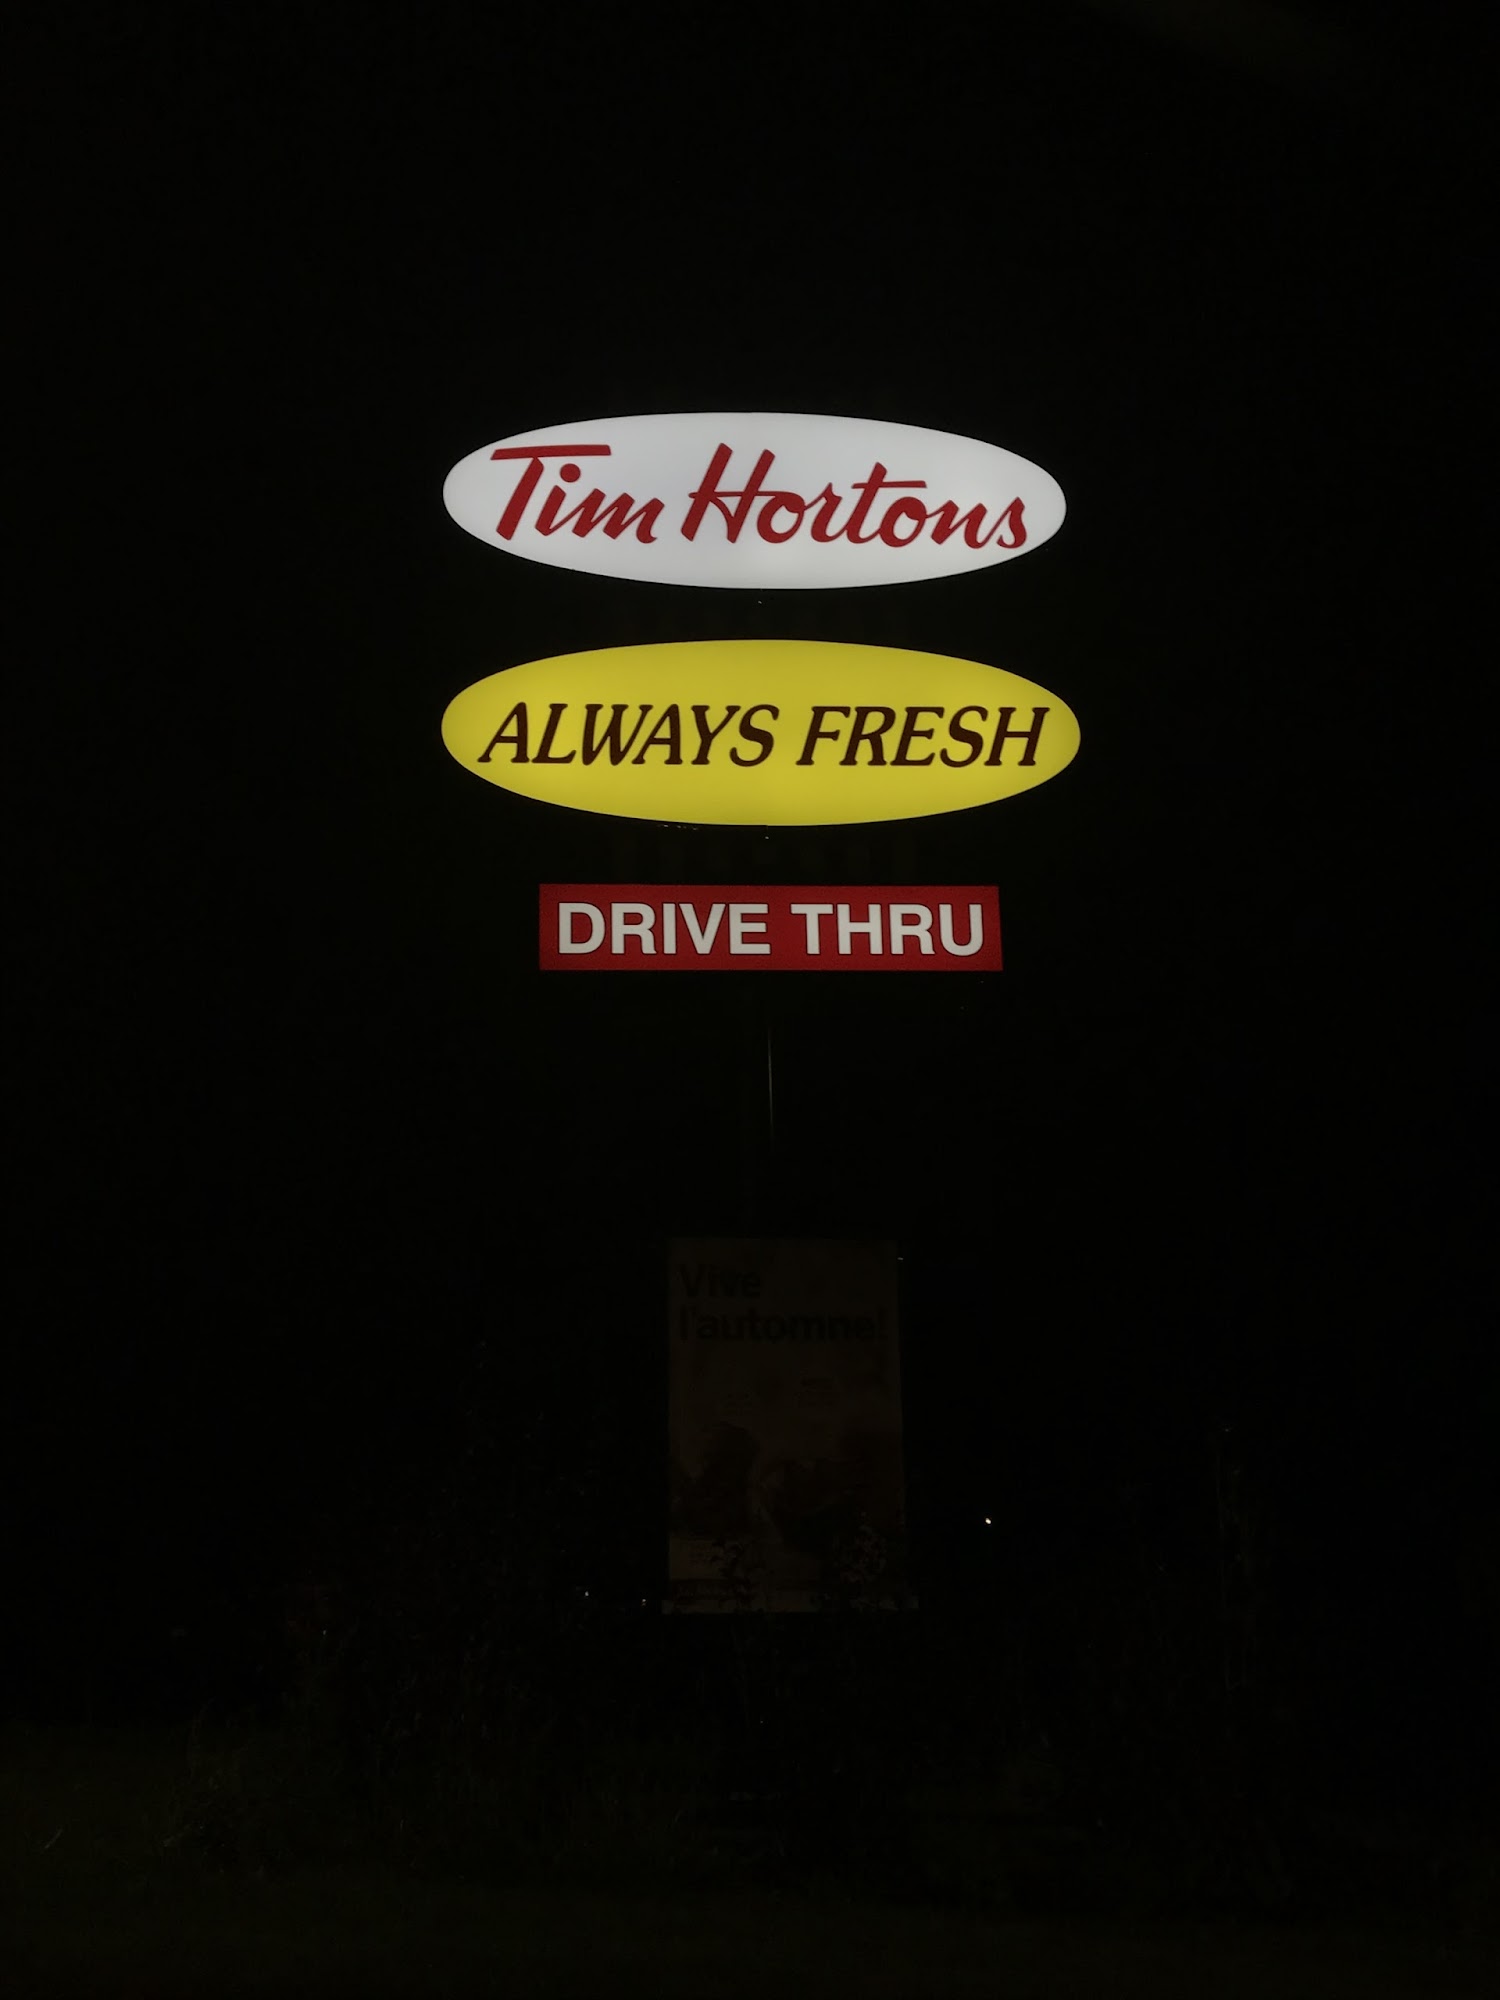 Tim Hortons
ALWAYS FRESH
DRIVE THRU
Vive
l'automne!